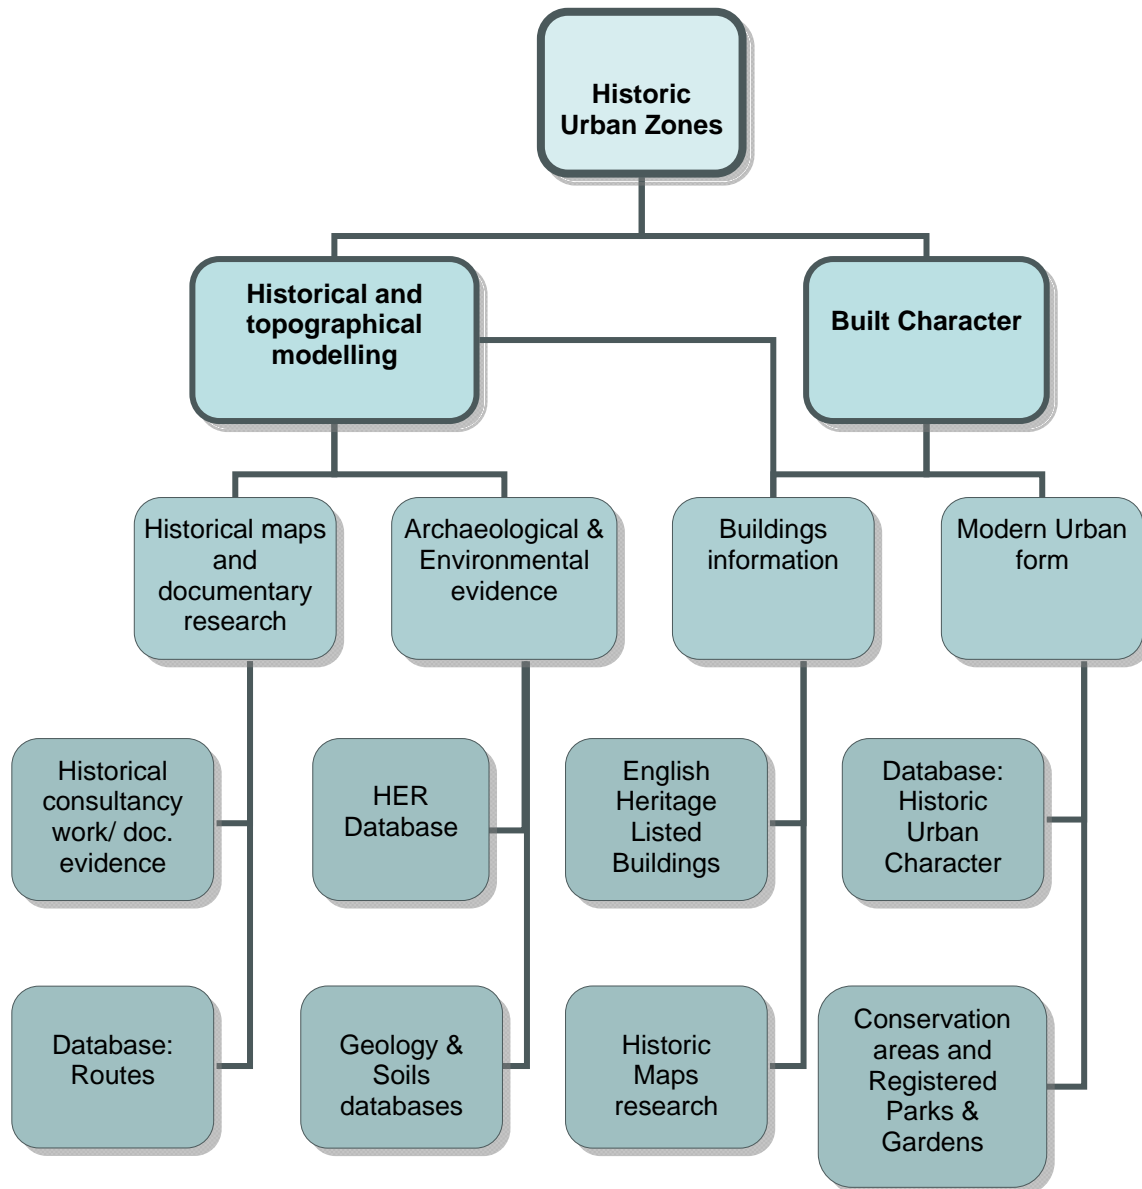 Historic
Urban Zones
Historical and
topographical
modelling
Built Character
Historical maps
and
documentary
research
Archaeological &
Environmental
evidence
Buildings
information
Modern Urban
form
Historical
consultancy
work/ doc.
evidence
HER
Database
English
Heritage
Listed
Buildings
Database:
Historic
Urban
Character
Database:
Routes
Geology &
Soils
databases
Historic
Maps
research
Conservation
areas and
Registered
Parks &
Gardens